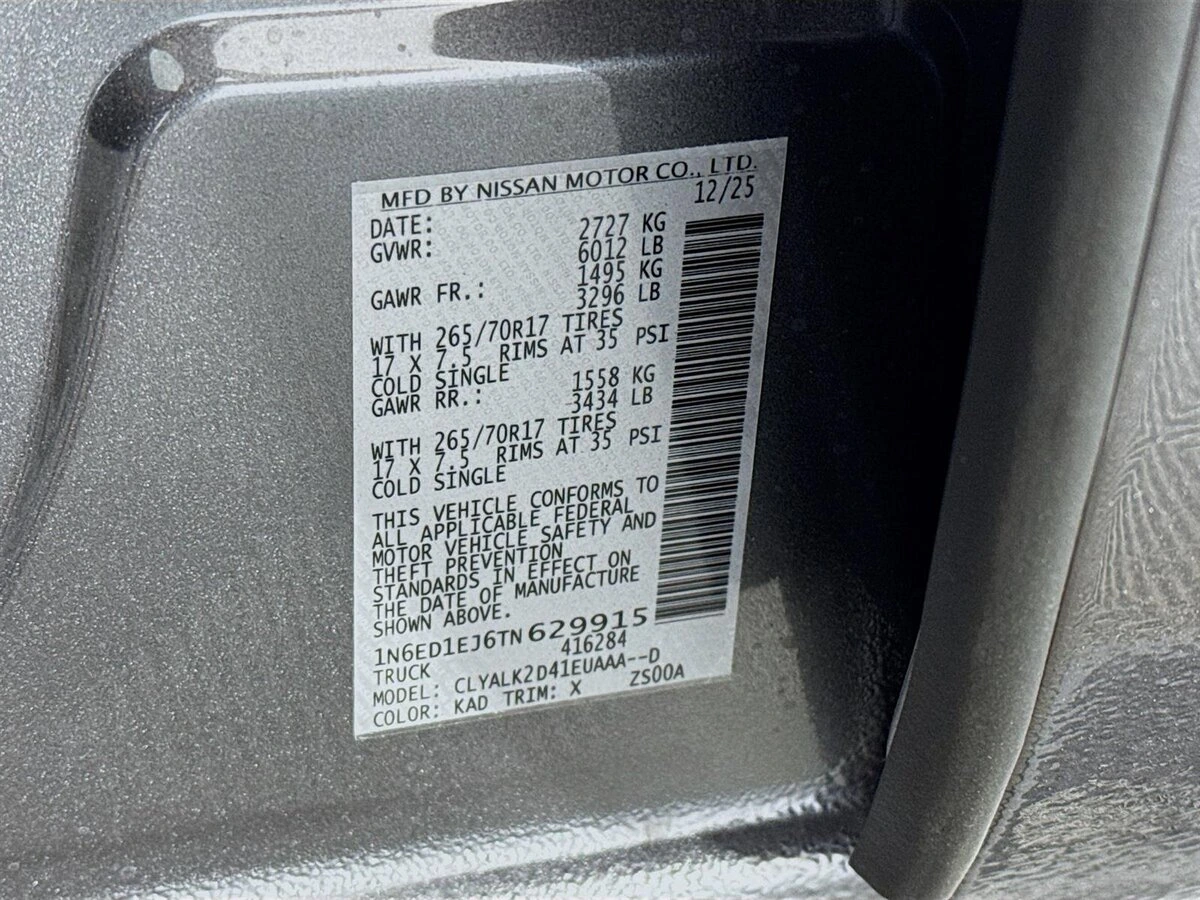 MFD BY NISSAN MOTOR CO., LTD.
DATE: 12/25
GVWR: 2727 KG
6012 LB
GAWR FR.: 1495 KG
3296 LB
WITH 265/70R17 TIRES
17 X 7.5 RIMS AT 35 PSI
COLD SINGLE
GAWR RR.: 1558 KG
3434 LB
WITH 265/70R17 TIRES
17 X 7.5 RIMS AT 35 PSI
COLD SINGLE
THIS VEHICLE CONFORMS TO
ALL APPLICABLE FEDERAL
MOTOR VEHICLE SAFETY AND
THEFT PREVENTION
STANDARDS IN EFFECT ON
THE DATE OF MANUFACTURE
SHOWN ABOVE.
1N6ED1EJ6TN629915
TRUCK 416284
MODEL: CLYALK2D41EUAAA--D
COLOR: KAD TRIM: X ZS00A